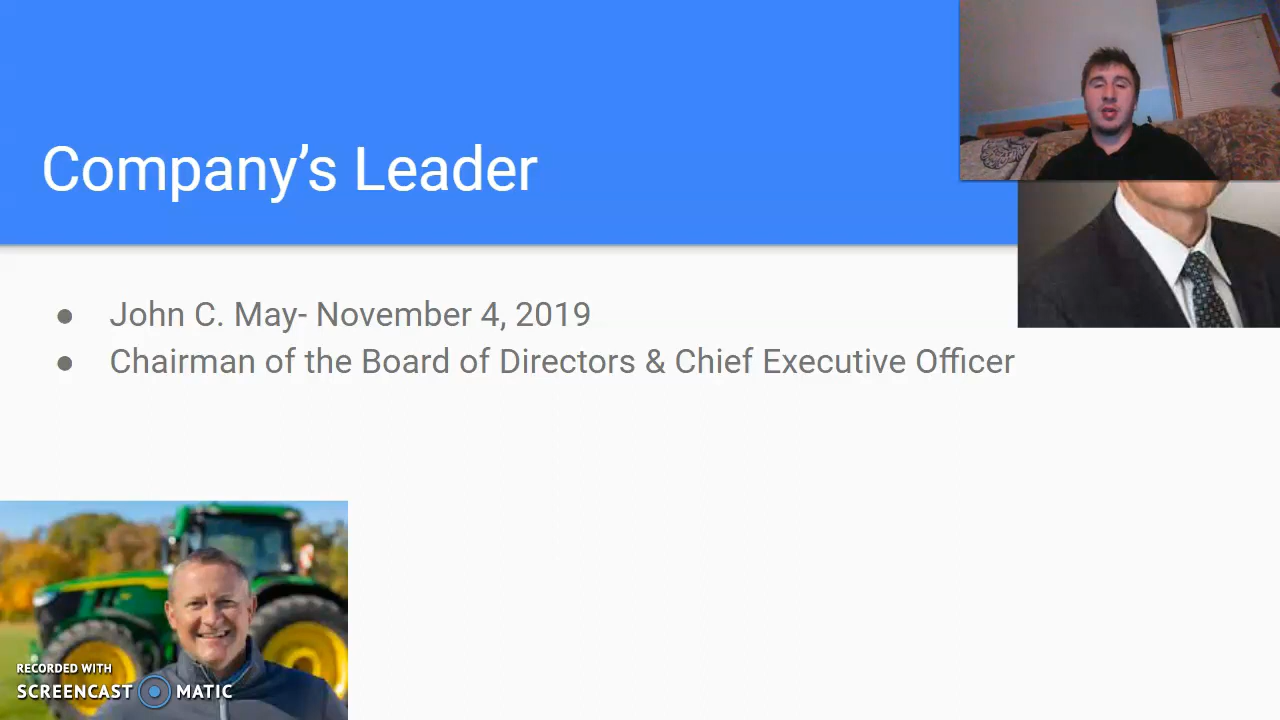 Company’s Leader
● John C. May- November 4, 2019
● Chairman of the Board of Directors & Chief Executive Officer
RECORDED WITH
SCREENCAST MATIC